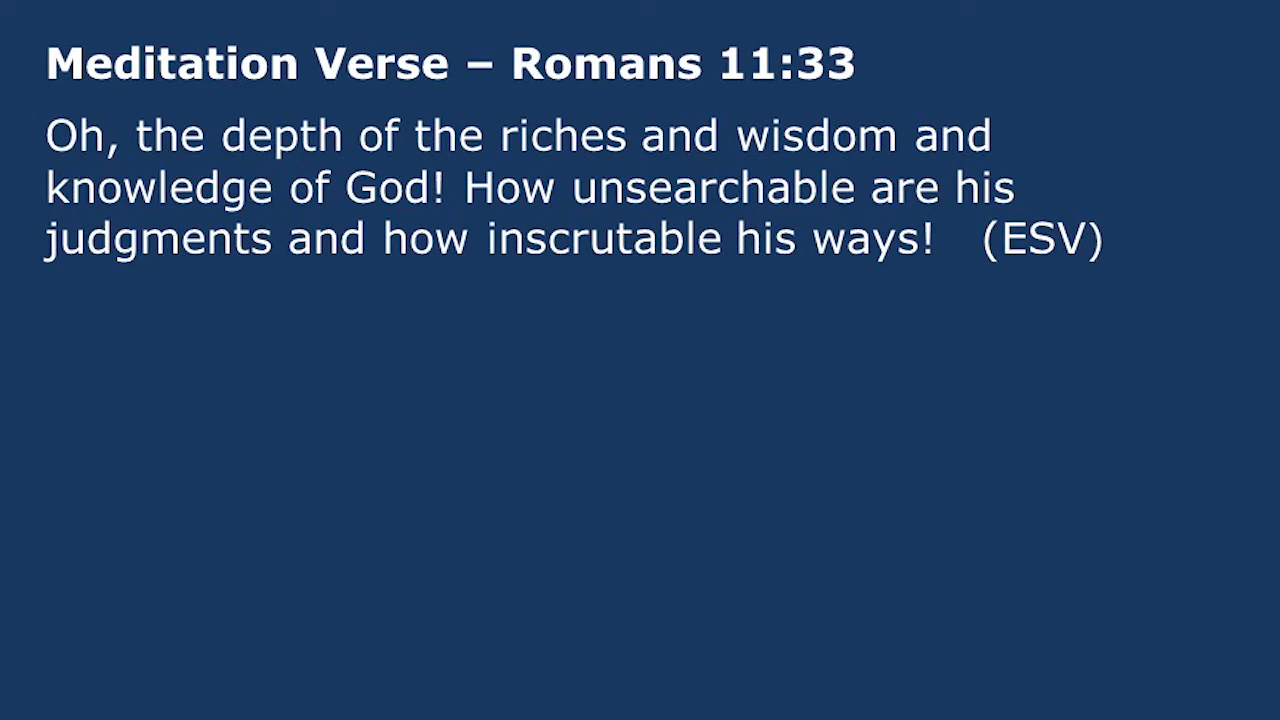 Meditation Verse – Romans 11:33
Oh, the depth of the riches and wisdom and
knowledge of God! How unsearchable are his
judgments and how inscrutable his ways!   (ESV)